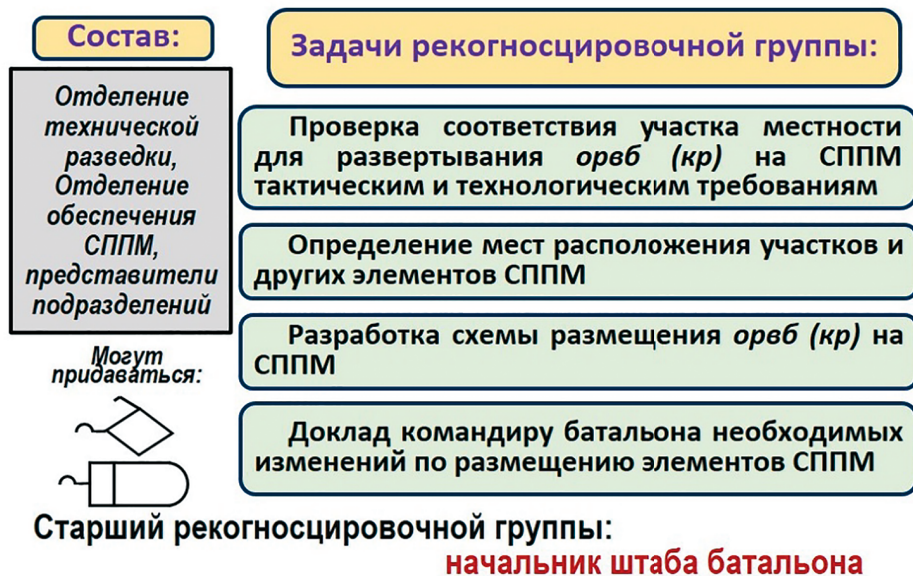 Состав:
Отделение
технической
разведки,
Отделение
обеспечения
СППМ,
представители
подразделений
Могут
придаваться:
Задачи рекогносцировочной группы:
Проверка соответствия участка местности
для развертывания орвб (кр) на СППМ
тактическим и технологическим требованиям
Определение мест расположения участков и
других элементов СППМ
Разработка схемы размещения орвб (кр) на
СППМ
Доклад командиру батальона необходимых
изменений по размещению элементов СППМ
Старший рекогносцировочной группы:
начальник штаба батальона